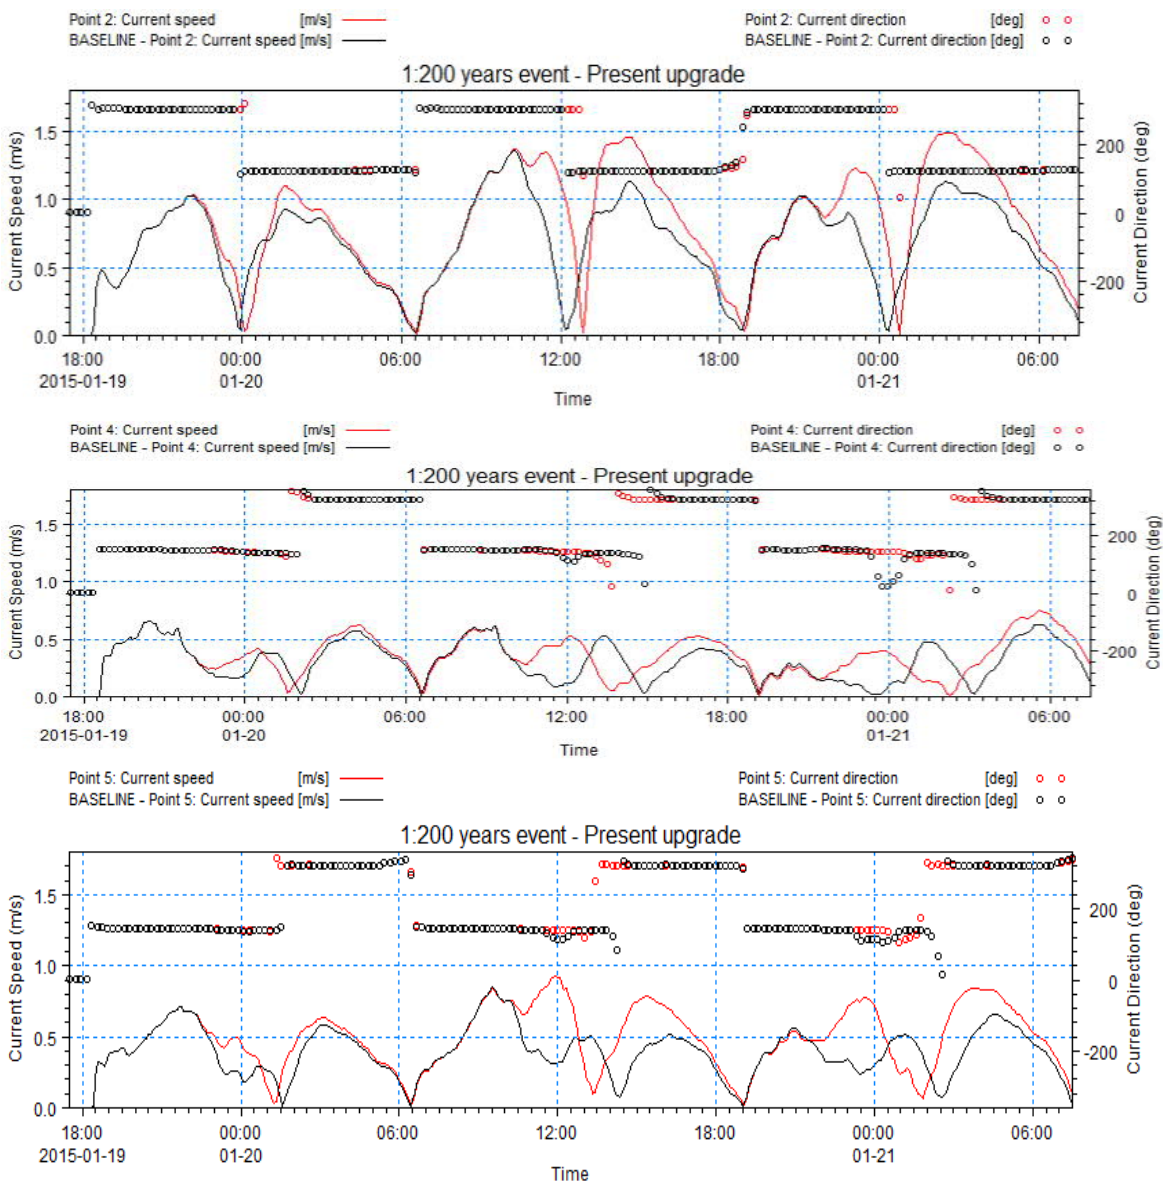 Point 2: Current speed [m/s] Point 2: Current direction [deg]
BASELINE - Point 2: Current speed [m/s] BASELINE - Point 2: Current direction [deg]
1:200 years event - Present upgrade
Current Speed (m/s)
1.5
1.0
0.5
0.0
200
0
-200
Current Direction (deg)
18:00 00:00 06:00 12:00 18:00 00:00 06:00
2015-01-19 01-20 01-21
Time
Point 4: Current speed [m/s] Point 4: Current direction [deg]
BASELINE - Point 4: Current speed [m/s] BASEILINE - Point 4: Current direction [deg]
1:200 years event - Present upgrade
Current Speed (m/s)
1.5
1.0
0.5
0.0
200
0
-200
Current Direction (deg)
18:00 00:00 06:00 12:00 18:00 00:00 06:00
2015-01-19 01-20 01-21
Time
Point 5: Current speed [m/s] Point 5: Current direction [deg]
BASELINE - Point 5: Current speed [m/s] BASEILINE - Point 5: Current direction [deg]
1:200 years event - Present upgrade
Current Speed (m/s)
1.5
1.0
0.5
0.0
200
0
-200
Current Direction (deg)
18:00 00:00 06:00 12:00 18:00 00:00 06:00
2015-01-19 01-20 01-21
Time